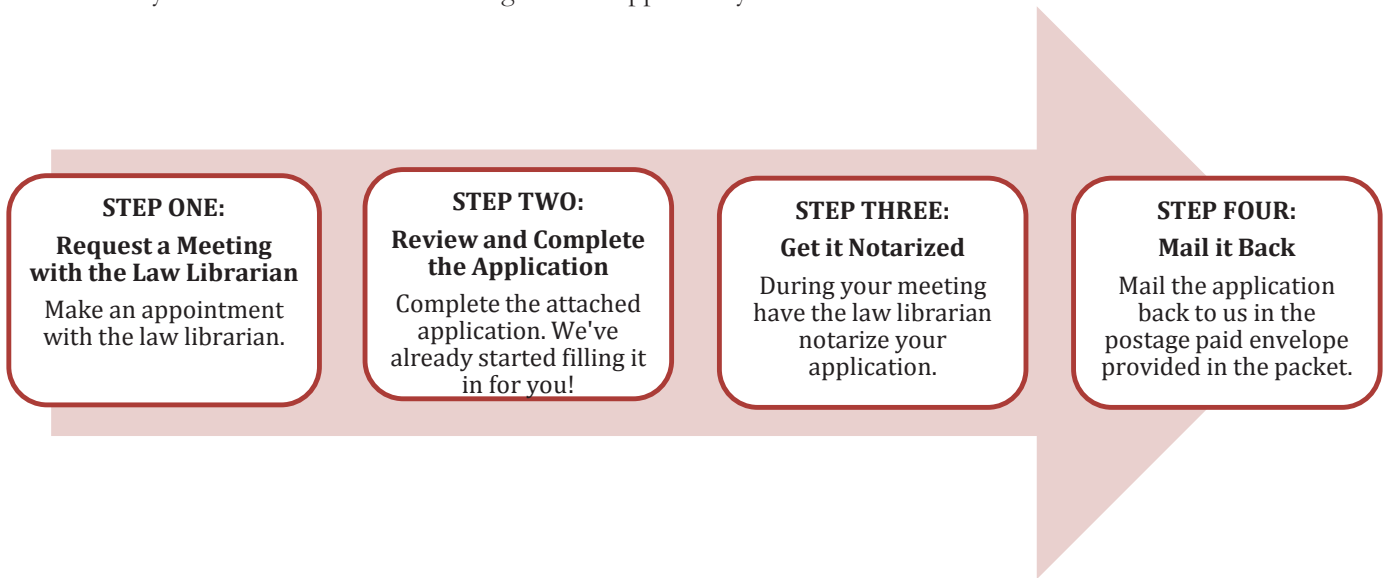 STEP ONE:
Request a Meeting
with the Law Librarian
Make an appointment
with the law librarian.
STEP TWO:
Review and Complete
the Application
Complete the attached
application. We've
already started filling it
in for you!
STEP THREE:
Get it Notarized
During your meeting
have the law librarian
notarize your
application.
STEP FOUR:
Mail it Back
Mail the application
back to us in the
postage paid envelope
provided in the packet.